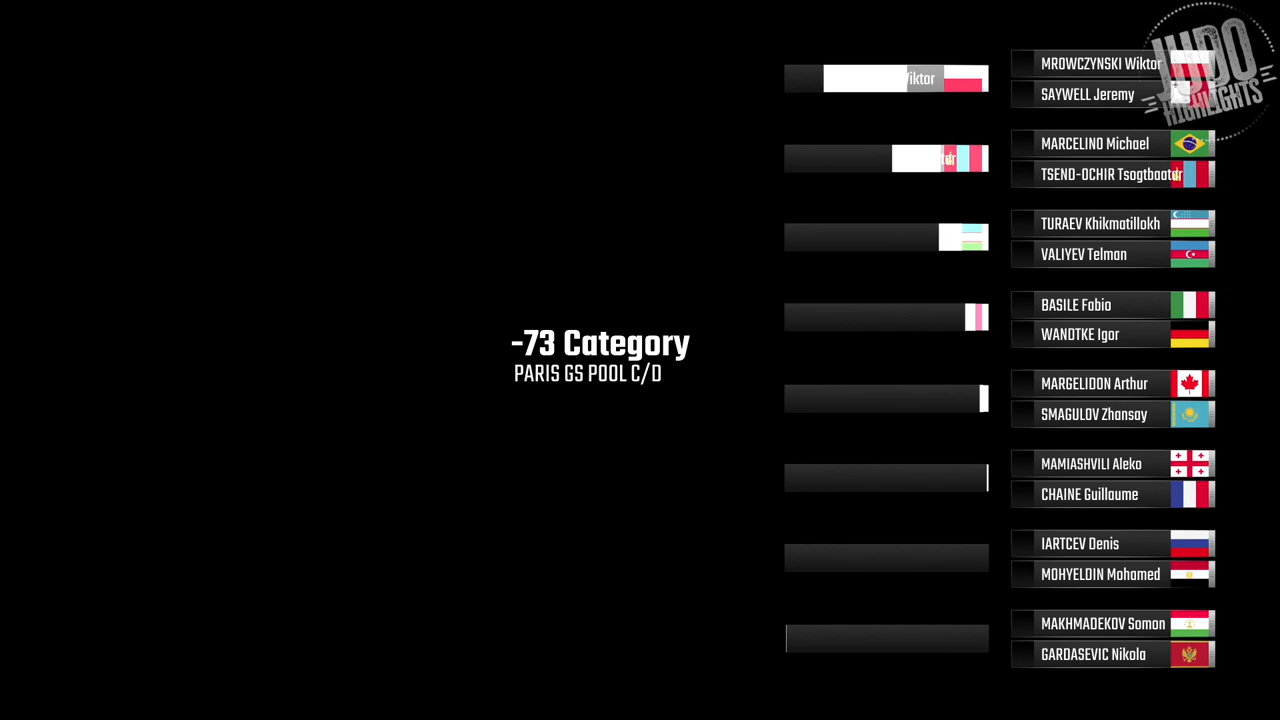 JUDO
HIGHLIGHTS
MROWCZYNSKI Wiktor
SAYWELL Jeremy
MARCELINO Michael
TSEND-OCHIR Tsogtbaatar
TURAEV Khikmatillokh
VALIYEV Telman
BASILE Fabio
WANDTKE Igor
-73 Category
PARIS GS POOL C/D
MARGELIDON Arthur
SMAGULOV Zhansay
MAMIASHVILI Aleko
CHAINE Guillaume
IARTCEV Denis
MOHYELDIN Mohamed
MAKHMADEKOV Somon
GARDASEVIC Nikola